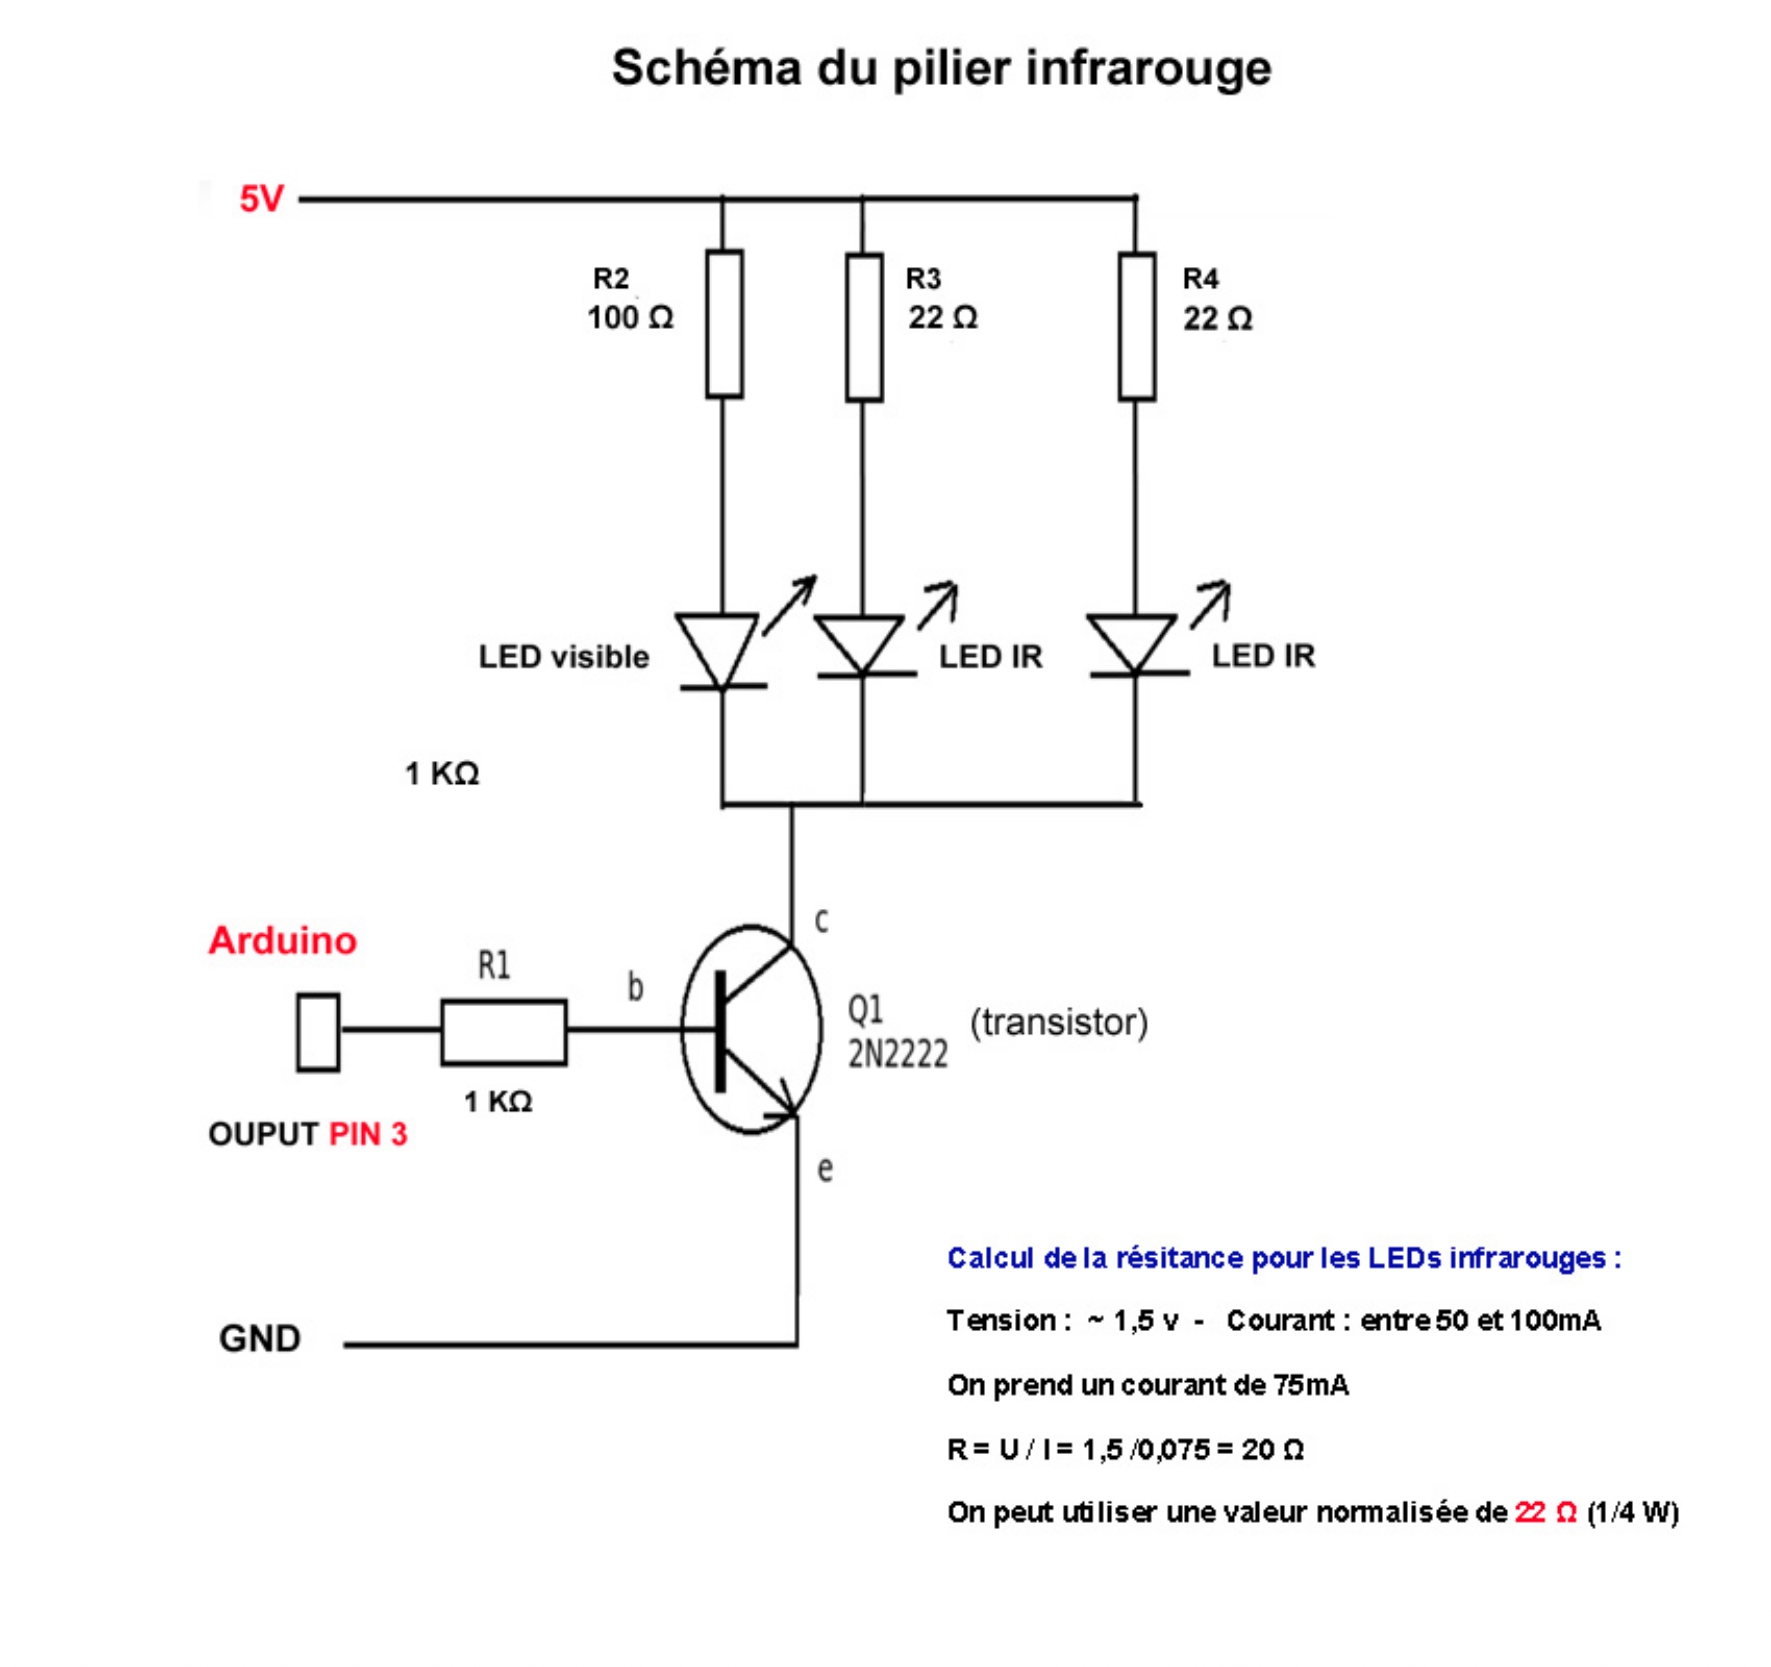 Schéma du pilier infrarouge
5V
R2
100 Ω
R3
22 Ω
R4
22 Ω
LED visible
LED IR
LED IR
1 KΩ
c
Arduino
R1
b
Q1
2N2222
(transistor)
1 KΩ
OUPUT PIN 3
e
GND
Calcul de la résitance pour les LEDs infrarouges :
Tension : ~ 1,5 v - Courant : entre 50 et 100mA
On prend un courant de 75mA
R = U / I = 1,5 /0,075 = 20 Ω
On peut utiliser une valeur normalisée de 22 Ω (1/4 W)